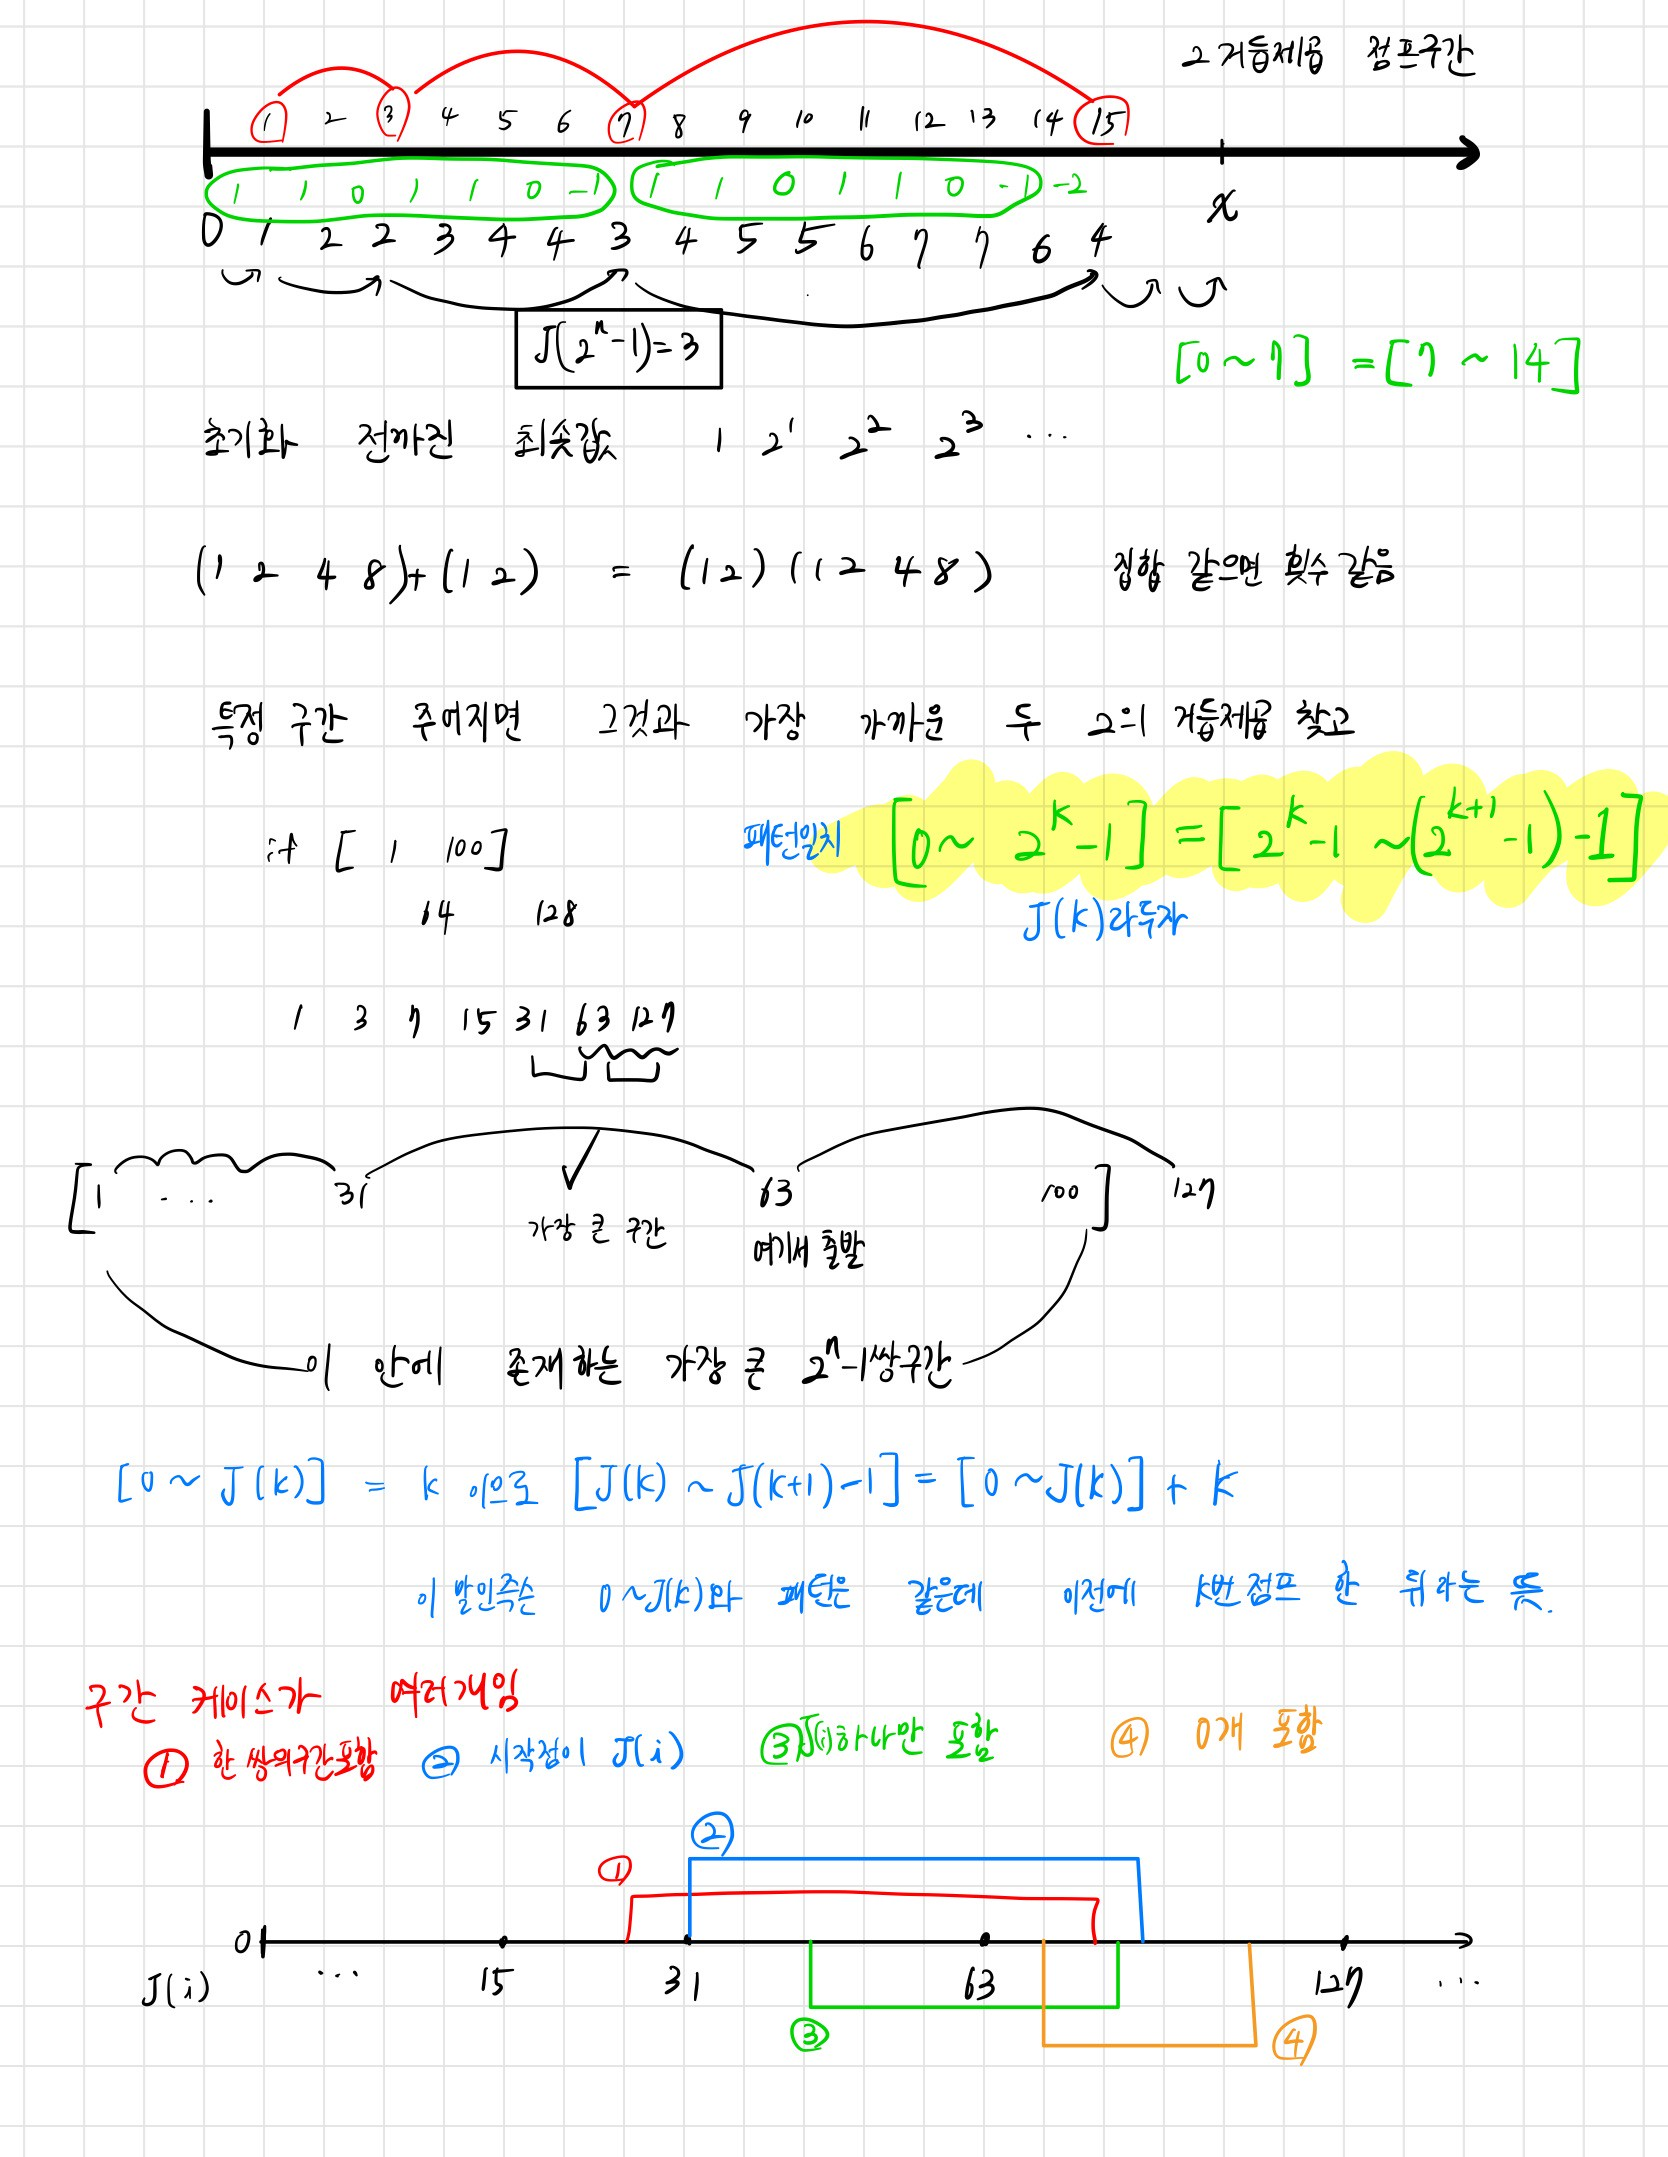 2 거듭제곱 점프구간
1 2 3 4 5 6 7 8 9 10 11 12 13 14 15
1 1 0 1 1 0 -1 1 1 0 1 1 0 -1 -2
x
0 1 2 2 3 4 4 3 4 5 5 6 7 7 6 4
J(2^n-1)=3
[0 ~ 7] = [7 ~ 14]
초기화 전까진 최솟값 1 2^1 2^2 2^3 ...
(1 2 4 8)+(1 2) = (1 2) (1 2 4 8) 집합 같으면 횟수 같음
특정 구간 주어지면 그것과 가장 가까운 두 2의 거듭제곱 찾고
if [ 1 100] 패턴일치 [0 ~ 2^k-1] = [2^k-1 ~(2^(k+1)-1)-1]
64 128 J(k)라두자
1 3 7 15 31 63 127
[1 ... 31 63 100] 127
가장 큰 구간 여기서 출발
이 안에 존재하는 가장 큰 2^n-1쌍구간
[0 ~ J(k)] = k 이므로 [J(k) ~ J(k+1)-1] = [0 ~J(k)] + k
이 말인즉슨 0~J(k)와 패턴은 같은데 이전에 k번 점프 한 뒤라는 뜻.
구간 케이스가 여러개임
① 한 쌍의구간포함 ② 시작점이 J(i) ③ J(i)하나만 포함 ④ 0개 포함
②
①
0
J(i) ... 15 31 63 127 ...
③ ④